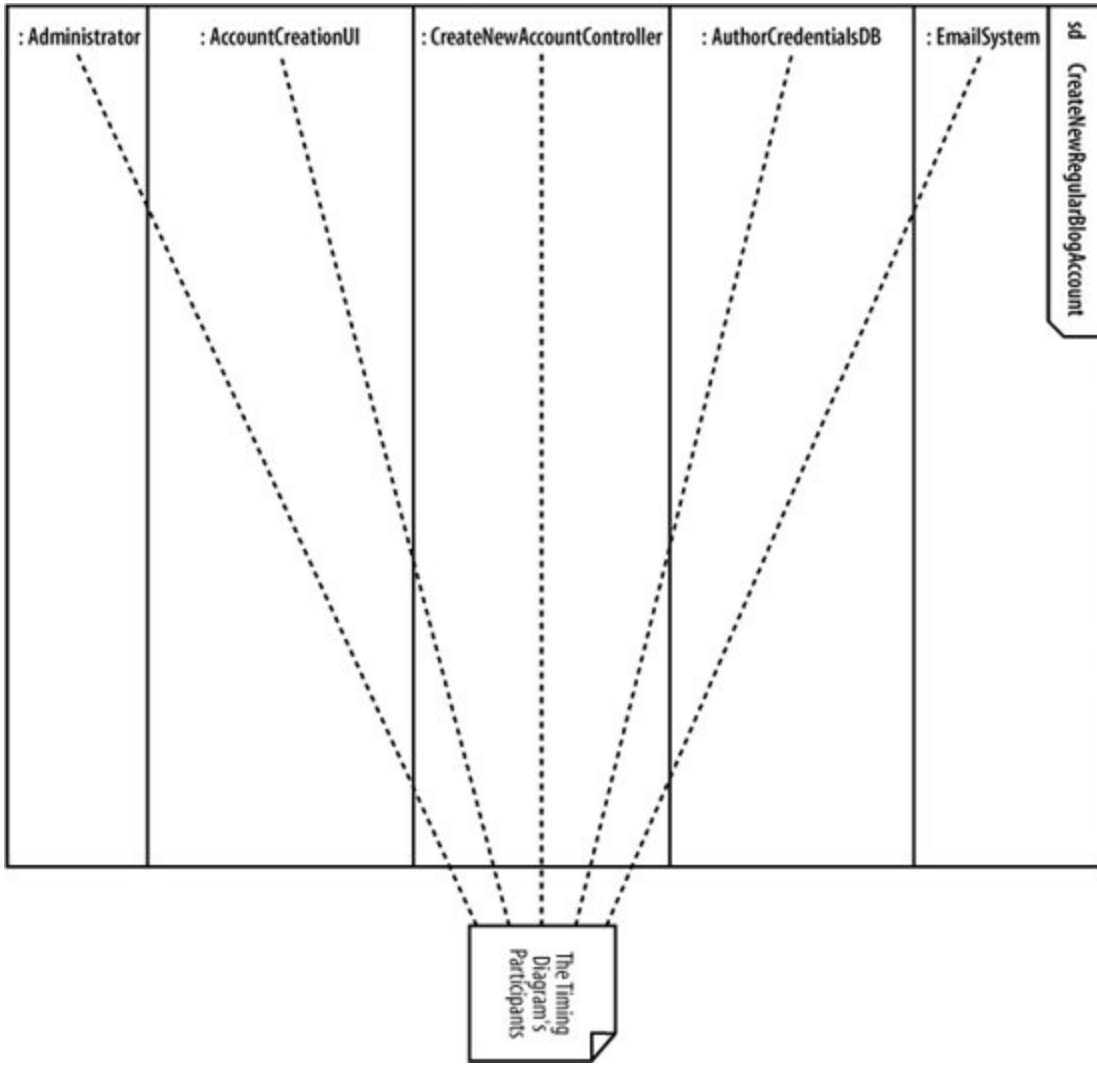 : Administrator
: AccountCreationUI
: CreateNewAccountController
: AuthorCredentialsDB
: EmailSystem
sd CreateNewRegularBlogAccount
The Timing
Diagram's
Participants